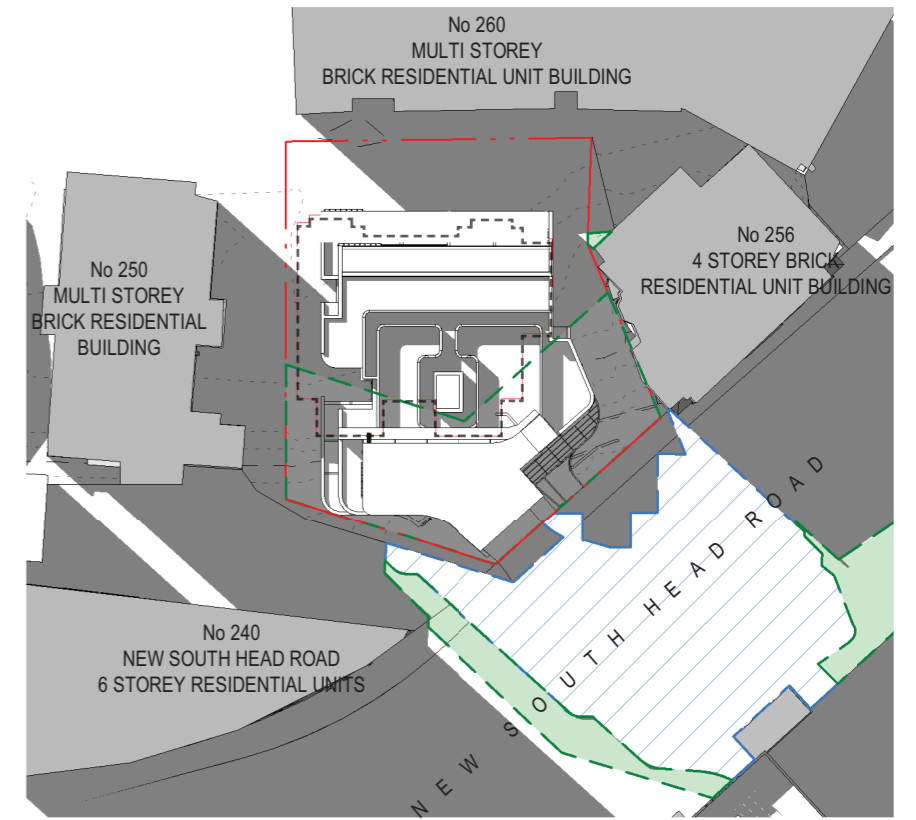 No 260
MULTI STOREY
BRICK RESIDENTIAL UNIT BUILDING
No 256
4 STOREY BRICK
RESIDENTIAL UNIT BUILDING
No 250
MULTI STOREY
BRICK RESIDENTIAL
BUILDING
No 240
NEW SOUTH HEAD ROAD
6 STOREY RESIDENTIAL UNITS
NEW SOUTH HEAD ROAD